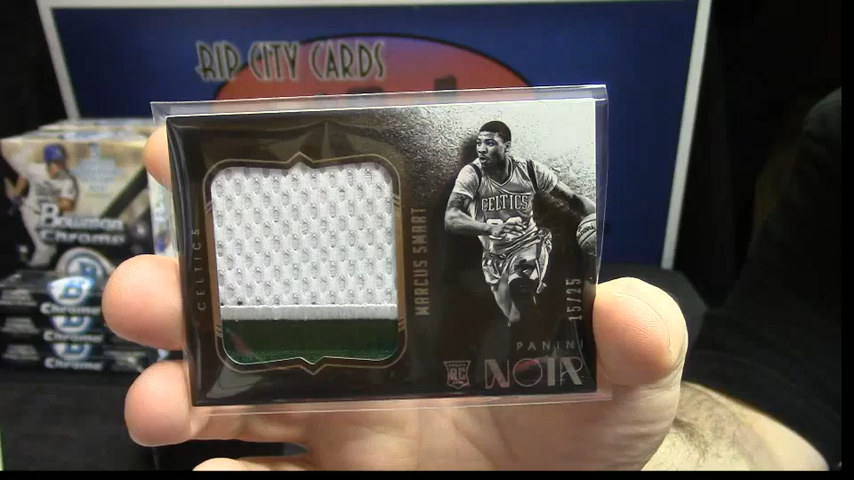 RIP CITY CARDS
CELTICS
MARCUS SMART
CELTICS
15/25
PANINI
RC
NOIR
Bowman
Chrome
B
Chrome
Chrome
Chrome